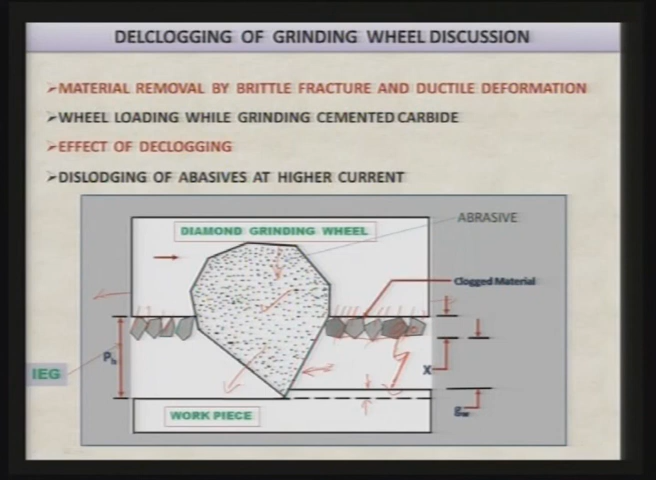 DELCLOGGING OF GRINDING WHEEL DISCUSSION
➢MATERIAL REMOVAL BY BRITTLE FRACTURE AND DUCTILE DEFORMATION
➢WHEEL LOADING WHILE GRINDING CEMENTED CARBIDE
➢EFFECT OF DECLOGGING
➢DISLODGING OF ABASIVES AT HIGHER CURRENT
ABRASIVE
DIAMOND GRINDING WHEEL
Clogged Material
IEG
X
WORK PIECE